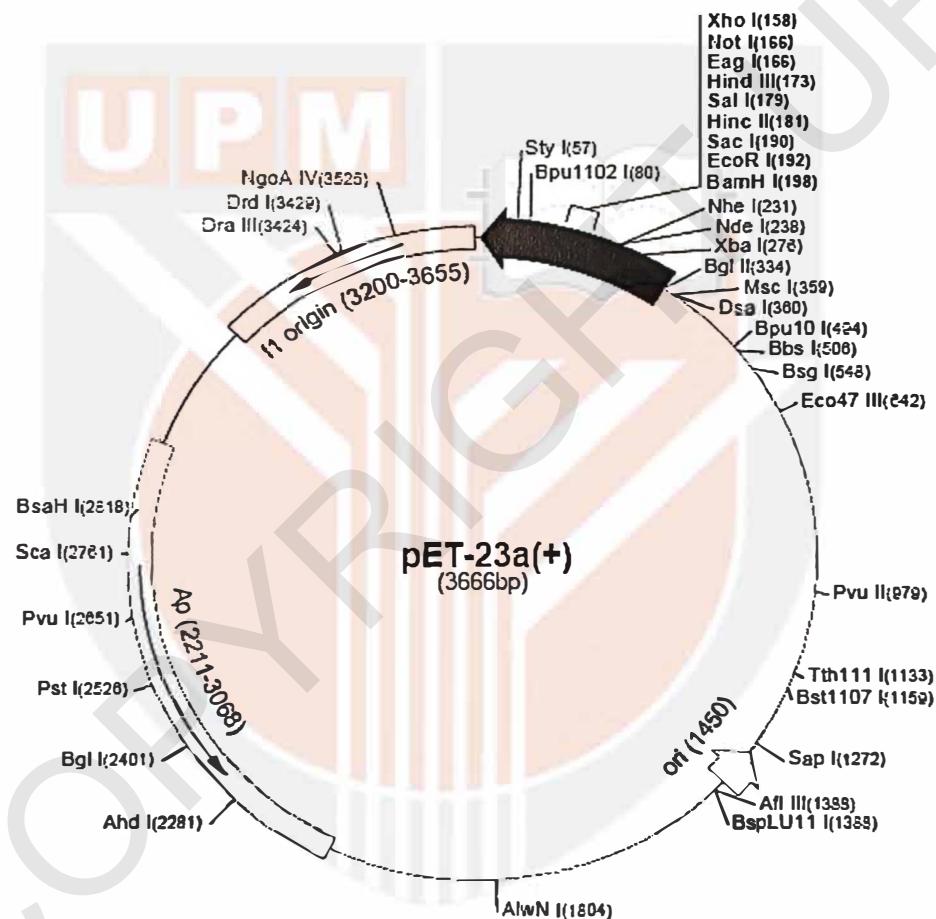 Xho I(158)
Not I(166)
Eag I(166)
Hind III(173)
Sal I(179)
Hinc II(181)
Sac I(190)
EcoR I(192)
BamH I(198)
Sty I(57)
Bpu1102 I(80)
UPM
NgoA IV(3525)
Drd I(3429)
Dra III(3424)
Nhe I(231)
Nde I(238)
Xba I(276)
Bgl II(334)
Msc I(359)
Dsa I(360)
f1 origin (3200-3655)
Bpu10 I(424)
Bbs I(506)
Bsg I(548)
Eco47 III(642)
BsaH I(2818)
Sca I(2761)
pET-23a(+)
(3666bp)
Pvu II(979)
Pvu I(2651)
Ap (2211-3068)
Tth111 I(1133)
Bst1107 I(1159)
Pst I(2526)
ori (1450)
Bgl I(2401)
Sap I(1272)
Afl III(1388)
BspLU11 I(1388)
Ahd I(2281)
AlwN I(1804)
COPYRIGHT UP